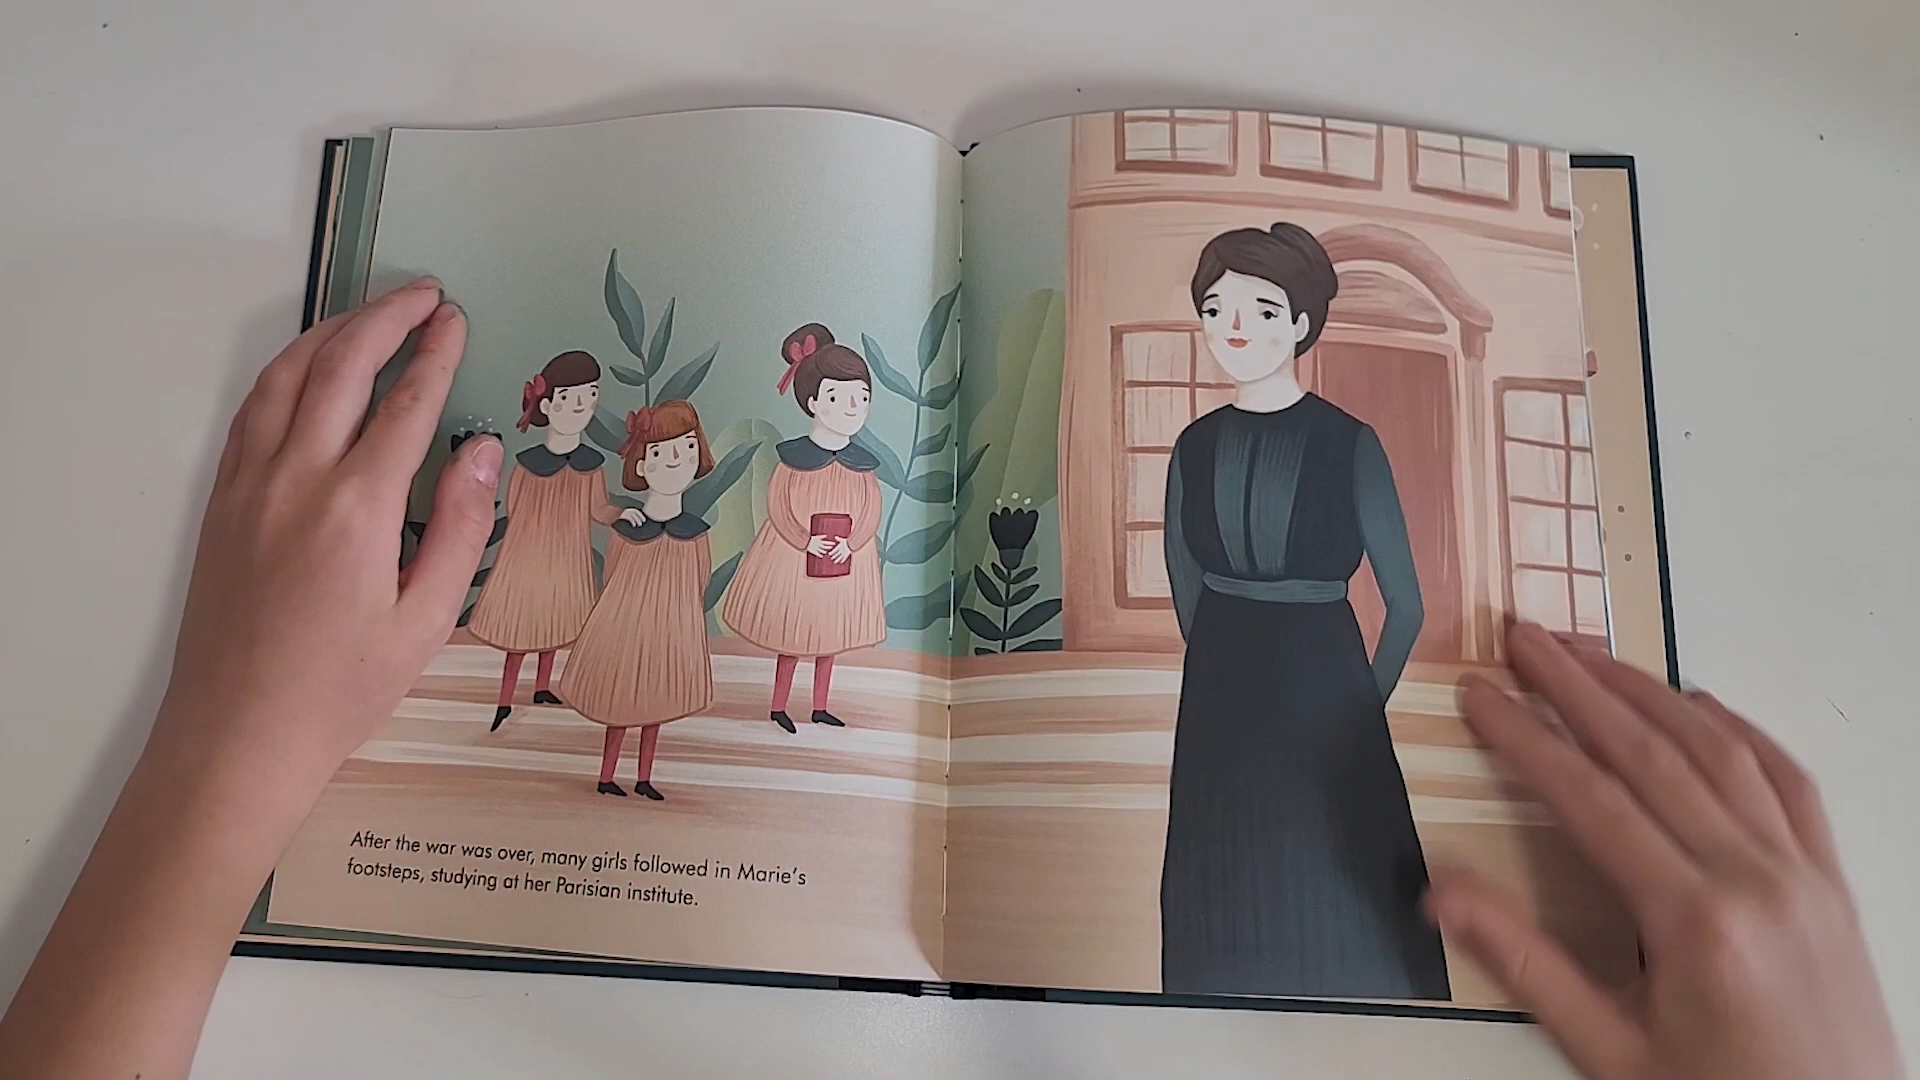 After the war was over, many girls followed in Marie's
footsteps, studying at her Parisian institute.